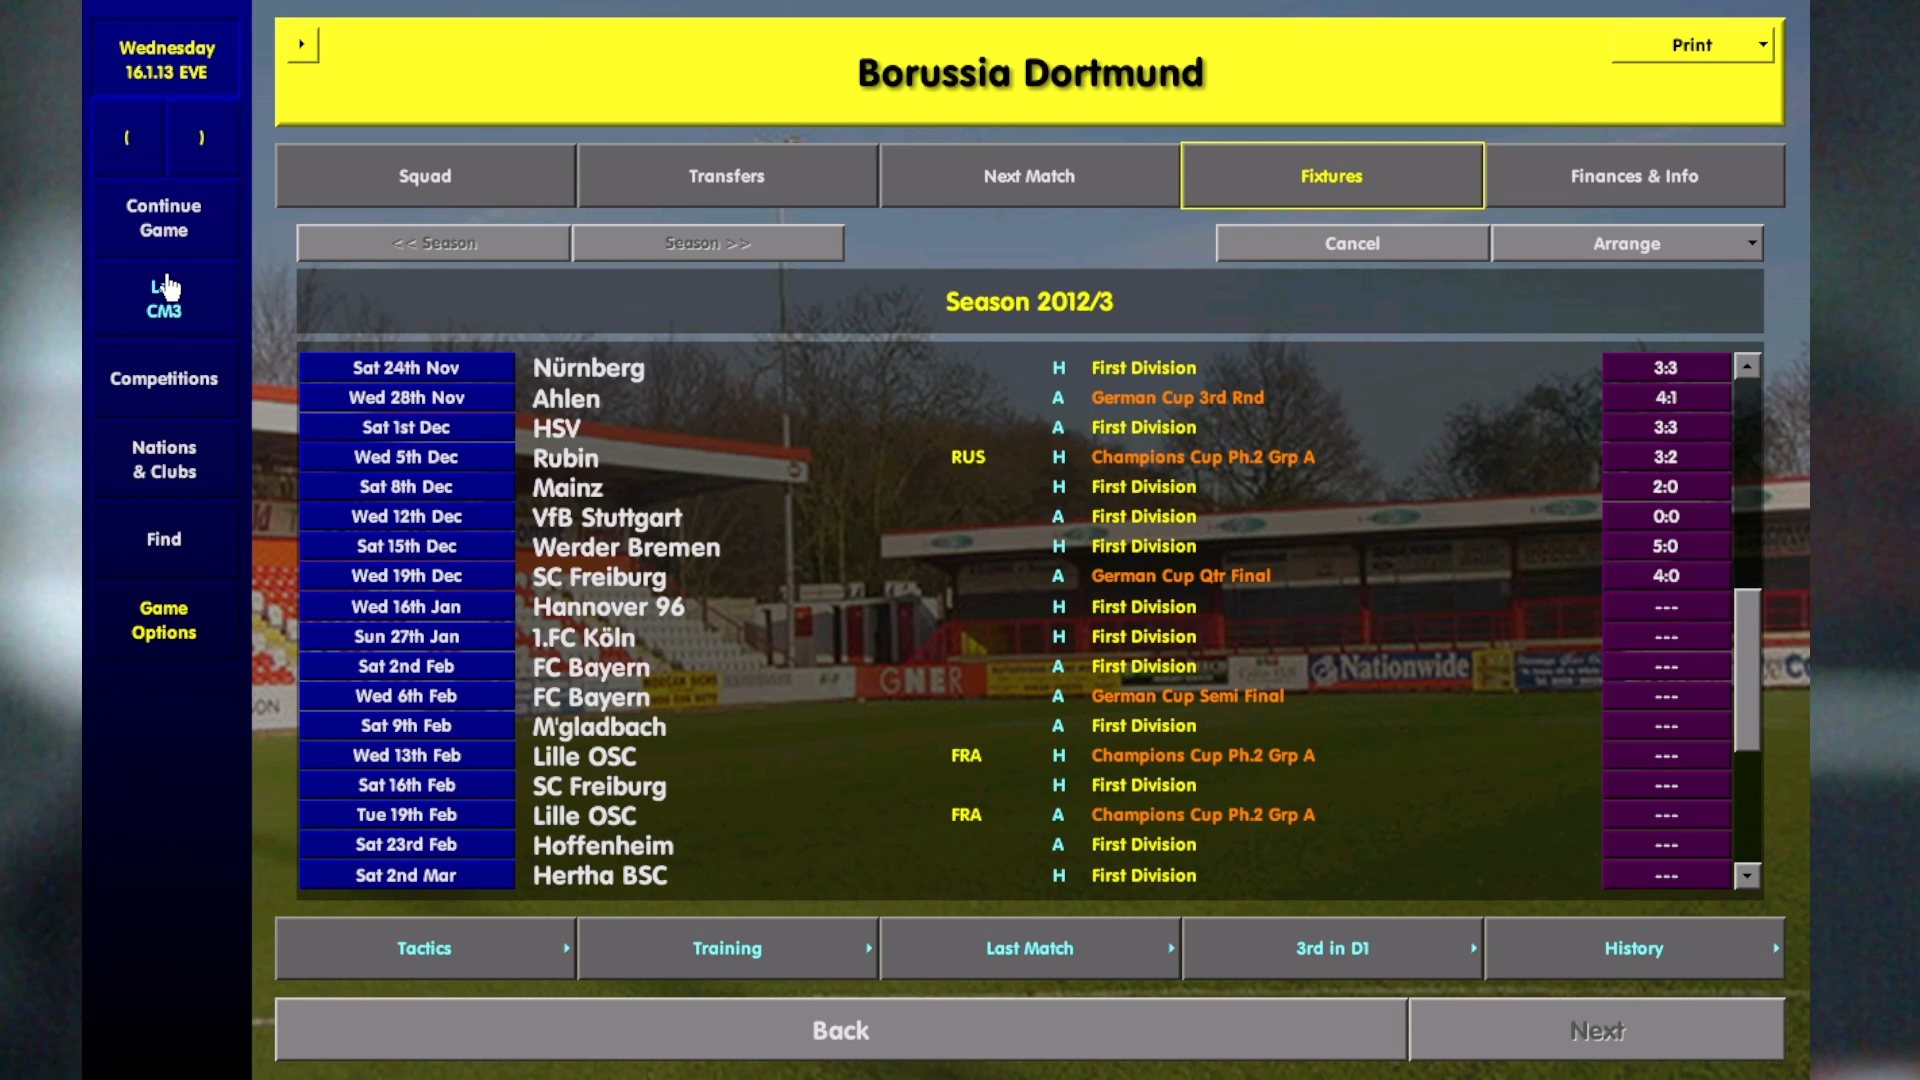 Wednesday
16.1.13 EVE
( )
Continue
Game
CM3
Competitions
Nations
& Clubs
Find
Game
Options
Borussia Dortmund
Print
Squad Transfers Next Match Fixtures Finances & Info
<< Season Season >> Cancel Arrange
Season 2012/3
Sat 24th Nov Nürnberg H First Division 3:3
Wed 28th Nov Ahlen A German Cup 3rd Rnd 4:1
Sat 1st Dec HSV A First Division 3:3
Wed 5th Dec Rubin RUS H Champions Cup Ph.2 Grp A 3:2
Sat 8th Dec Mainz H First Division 2:0
Wed 12th Dec VfB Stuttgart A First Division 0:0
Sat 15th Dec Werder Bremen H First Division 5:0
Wed 19th Dec SC Freiburg A German Cup Qtr Final 4:0
Wed 16th Jan Hannover 96 H First Division ---
Sun 27th Jan 1.FC Köln H First Division ---
Sat 2nd Feb FC Bayern A First Division ---
Wed 6th Feb FC Bayern A German Cup Semi Final ---
Sat 9th Feb M'gladbach A First Division ---
Wed 13th Feb Lille OSC FRA H Champions Cup Ph.2 Grp A ---
Sat 16th Feb SC Freiburg H First Division ---
Tue 19th Feb Lille OSC FRA A Champions Cup Ph.2 Grp A ---
Sat 23rd Feb Hoffenheim A First Division ---
Sat 2nd Mar Hertha BSC H First Division ---
GNER
Nationwide
Tactics Training Last Match 3rd in D1 History
Back Next